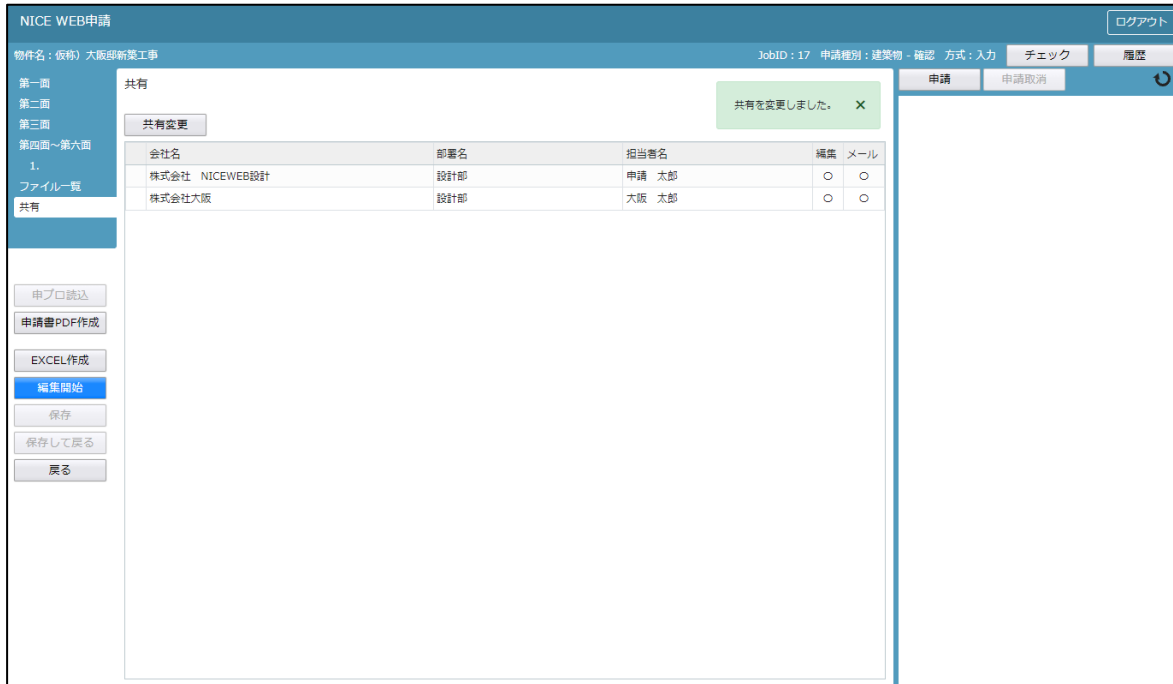 NICE WEB申請 ログアウト
物件名：仮称）大阪邸新築工事 JobID：17 申請種別：建築物 - 確認 方式：入力 チェック 履歴
第一面
第二面
第三面
第四面～第六面
1.
ファイル一覧
共有
申プロ読込
申請書PDF作成
EXCEL作成
編集開始
保存
保存して戻る
戻る
共有
共有を変更しました。 ×
共有変更
会社名 部署名 担当者名 編集 メール
株式会社 NICEWEB設計 設計部 申請 太郎 ○ ○
株式会社大阪 設計部 大阪 太郎 ○ ○
申請 申請取消